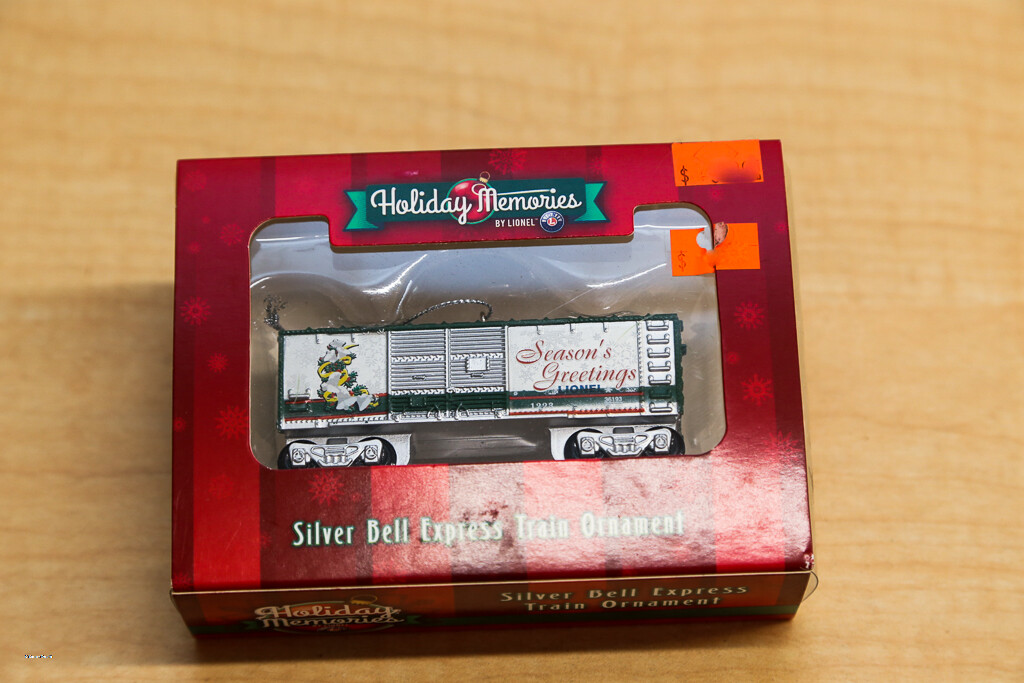 $
Holiday Memories
BY LIONEL
$
Season's
Greetings
LIONEL
36193
Silver Bell Express Train Ornament
Holiday
Memories
Silver Bell Express
Train Ornament